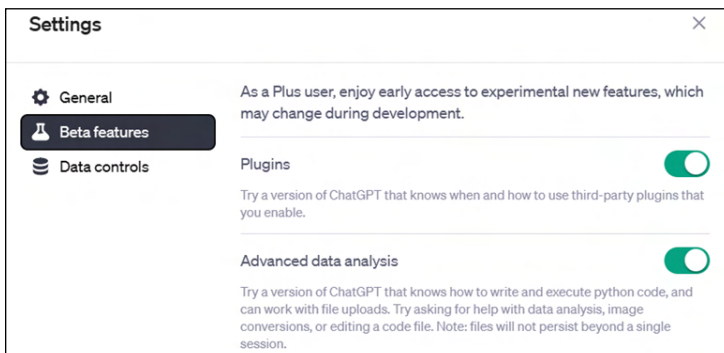 Settings
General
Beta features
Data controls
As a Plus user, enjoy early access to experimental new features, which
may change during development.
Plugins
Try a version of ChatGPT that knows when and how to use third-party plugins that
you enable.
Advanced data analysis
Try a version of ChatGPT that knows how to write and execute python code, and
can work with file uploads. Try asking for help with data analysis, image
conversions, or editing a code file. Note: files will not persist beyond a single
session.